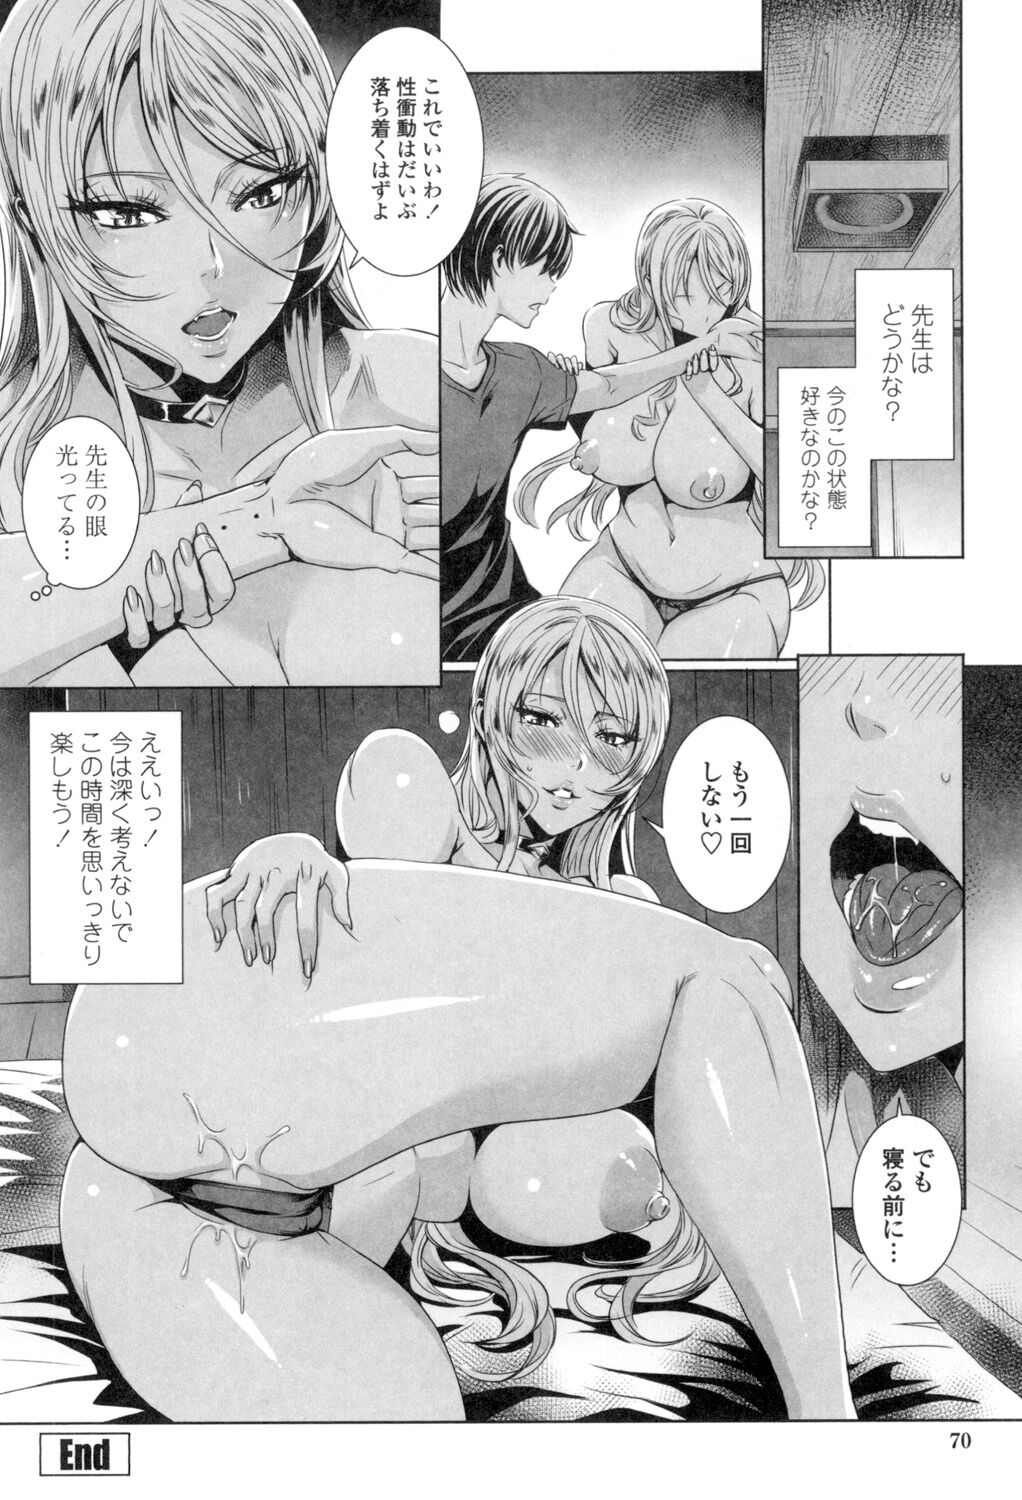 先生は
どうかな？
今のこの状態
好きなのかな？
これでいいわ！
性衝動はだいぶ
落ち着くはずよ
先生の眼
光ってる…
でも
寝る前に…
もう一回
しない♡
ええいっ！
今は深く考えないで
この時間を思いっきり
楽しもう！
70
End